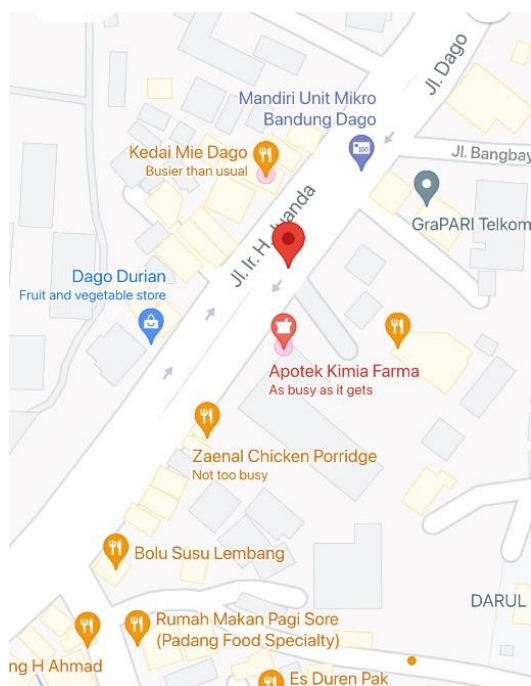 Jl. Dago
Mandiri Unit Mikro
Bandung Dago
Kedai Mie Dago
Busier than usual
Jl. Bangbay
GraPARI Telkom
Jl. Ir. H. Juanda
Dago Durian
Fruit and vegetable store
Apotek Kimia Farma
As busy as it gets
Zaenal Chicken Porridge
Not too busy
Bolu Susu Lembang
DARUL
Rumah Makan Pagi Sore
(Padang Food Specialty)
ng H Ahmad
Es Duren Pak